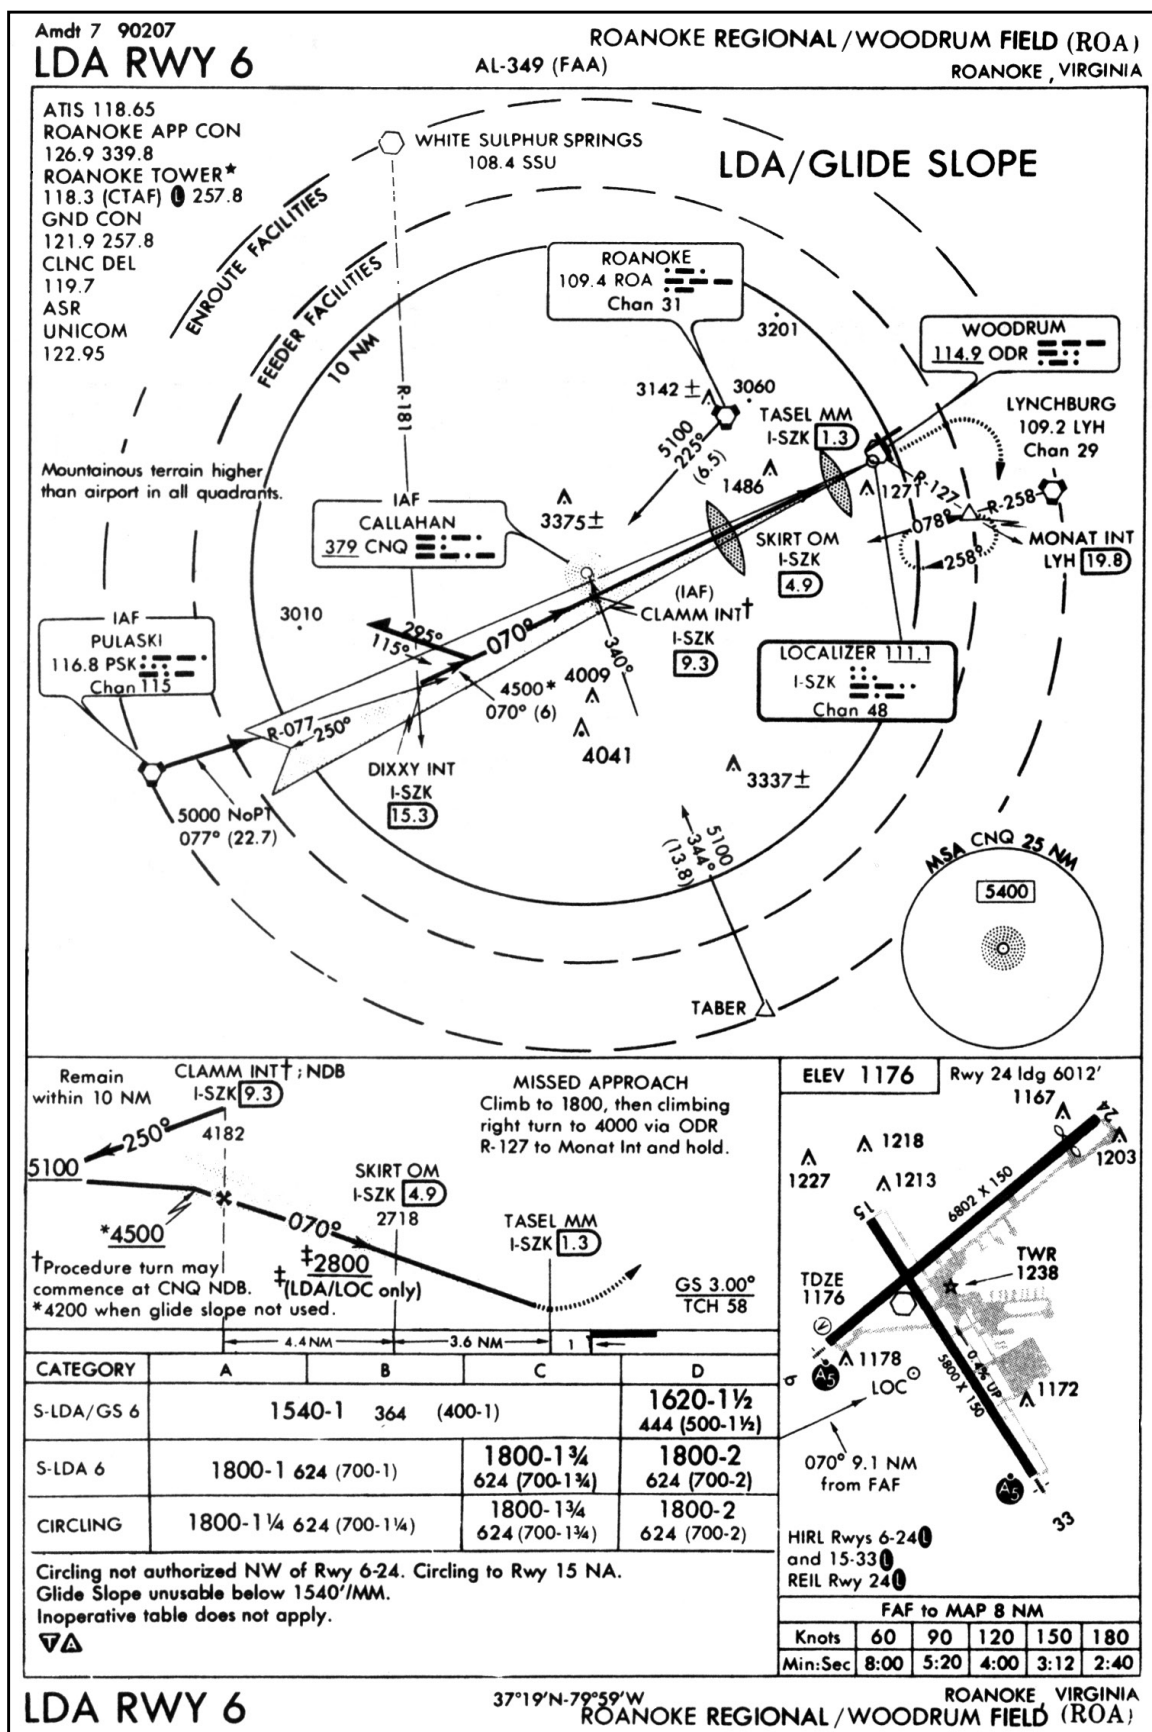 Amdt 7 90207
LDA RWY 6
AL-349 (FAA)
ROANOKE REGIONAL/WOODRUM FIELD (ROA)
ROANOKE, VIRGINIA
ATIS 118.65
ROANOKE APP CON
126.9 339.8
ROANOKE TOWER★
118.3 (CTAF) L 257.8
GND CON
121.9 257.8
CLNC DEL
119.7
ASR
UNICOM
122.95
WHITE SULPHUR SPRINGS
108.4 SSU
LDA/GLIDE SLOPE
ENROUTE FACILITIES
FEEDER FACILITIES
10 NM
R-181
ROANOKE
109.4 ROA
Chan 31
3201
WOODRUM
114.9 ODR
3142 ±
3060
TASEL MM
I-SZK 1.3
LYNCHBURG
109.2 LYH
Chan 29
5100
225°
(6.5)
Mountainous terrain higher
than airport in all quadrants.
1486
1271
R-127
R-258
078°
258°
MONAT INT
LYH 19.8
IAF
CALLAHAN
379 CNQ
3375±
SKIRT OM
I-SZK
4.9
(IAF)
CLAMM INT†
I-SZK
9.3
3010
295°
115°
070°
340°
IAF
PULASKI
116.8 PSK
Chan 115
LOCALIZER 111.1
I-SZK
Chan 48
4500*
070° (6)
4009
4041
R-077
250°
DIXXY INT
I-SZK
15.3
3337±
5000 NoPT
077° (22.7)
5100
344°
(13.8)
TABER
MSA CNQ 25 NM
5400
Remain
within 10 NM
CLAMM INT†; NDB
I-SZK 9.3
250°
4182
5100
*4500
070°
SKIRT OM
I-SZK 4.9
2718
‡2800
‡(LDA/LOC only)
TASEL MM
I-SZK 1.3
MISSED APPROACH
Climb to 1800, then climbing
right turn to 4000 via ODR
R-127 to Monat Int and hold.
†Procedure turn may
commence at CNQ NDB.
*4200 when glide slope not used.
GS 3.00°
TCH 58
4.4 NM 3.6 NM 1
CATEGORY A B C D
S-LDA/GS 6 1540-1 364 (400-1) 1620-1½
444 (500-1½)
S-LDA 6 1800-1 624 (700-1) 1800-1¾
624 (700-1¾) 1800-2
624 (700-2)
CIRCLING 1800-1¼ 624 (700-1¼) 1800-1¾
624 (700-1¾) 1800-2
624 (700-2)
Circling not authorized NW of Rwy 6-24. Circling to Rwy 15 NA.
Glide Slope unusable below 1540'/MM.
Inoperative table does not apply.
T A
ELEV 1176
Rwy 24 ldg 6012'
1167
24
1203
1218
1227
1213
15
6802 X 150
TWR
1238
TDZE
1176
V
6
A5
1178
LOC
0.4% UP
5800 X 150
1172
070° 9.1 NM
from FAF
A5
33
HIRL Rwys 6-24 L
and 15-33 L
REIL Rwy 24 L
FAF to MAP 8 NM
Knots 60 90 120 150 180
Min:Sec 8:00 5:20 4:00 3:12 2:40
LDA RWY 6
37°19'N-79°59'W
ROANOKE, VIRGINIA
ROANOKE REGIONAL/WOODRUM FIELD (ROA)